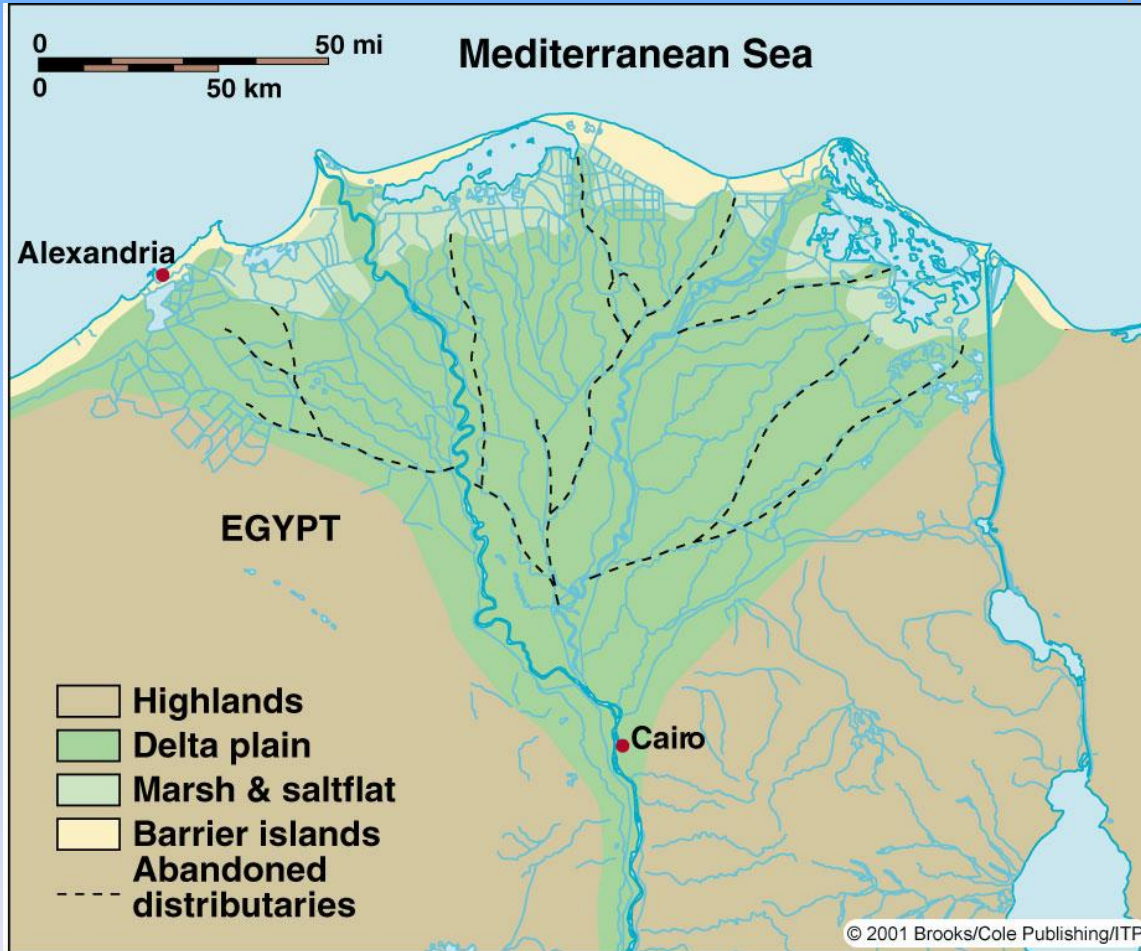 0 50 mi
0 50 km
Mediterranean Sea
Alexandria
EGYPT
Cairo
Highlands
Delta plain
Marsh & saltflat
Barrier islands
Abandoned
distributaries
© 2001 Brooks/Cole Publishing/ITP